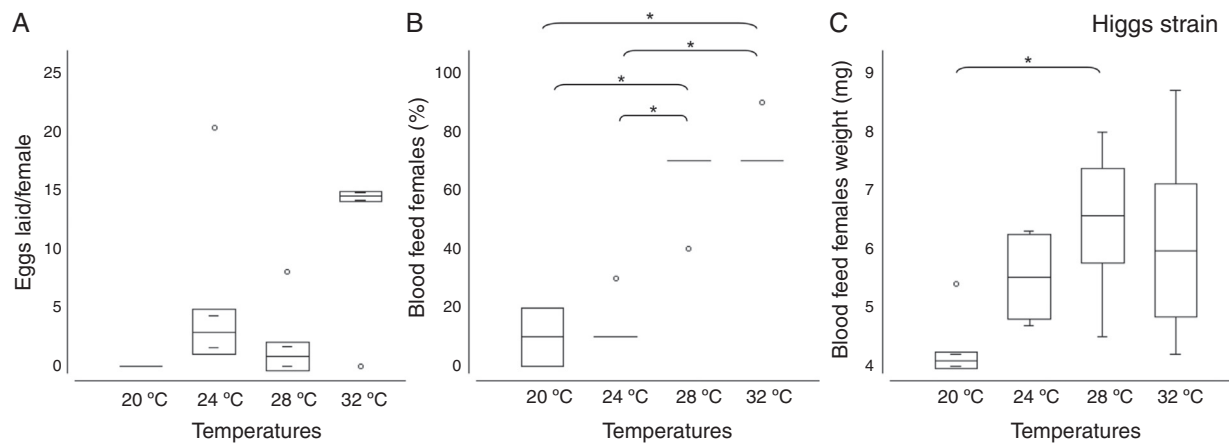 A
Eggs laid/female
25
20
15
10
5
0
20 ºC 24 ºC 28 ºC 32 ºC
Temperatures
B
Blood feed females (%)
100
80
60
40
20
0
*
*
*
*
20 ºC 24 ºC 28 ºC 32 ºC
Temperatures
C
Higgs strain
Blood feed females weight (mg)
9
8
7
6
5
4
*
20 ºC 24 ºC 28 ºC 32 ºC
Temperatures